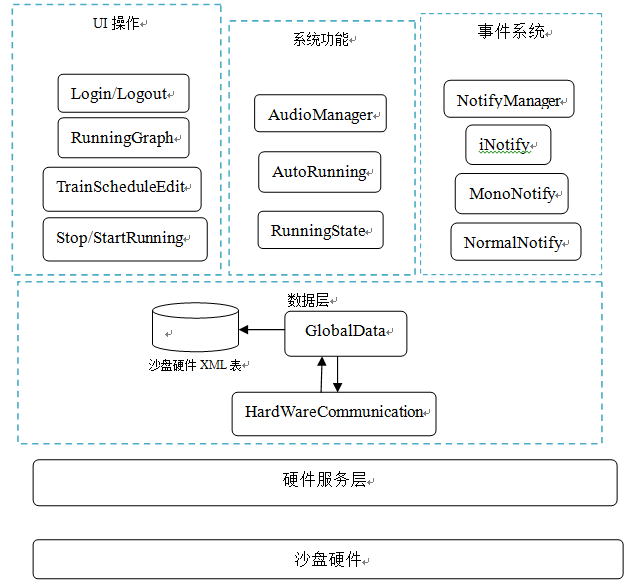 UI 操作
Login/Logout
RunningGraph
TrainScheduleEdit
Stop/StartRunning
系统功能
AudioManager
AutoRunning
RunningState
事件系统
NotifyManager
iNotify
MonoNotify
NormalNotify
数据层
GlobalData
沙盘硬件 XML 表
HardWareCommunication
硬件服务层
沙盘硬件